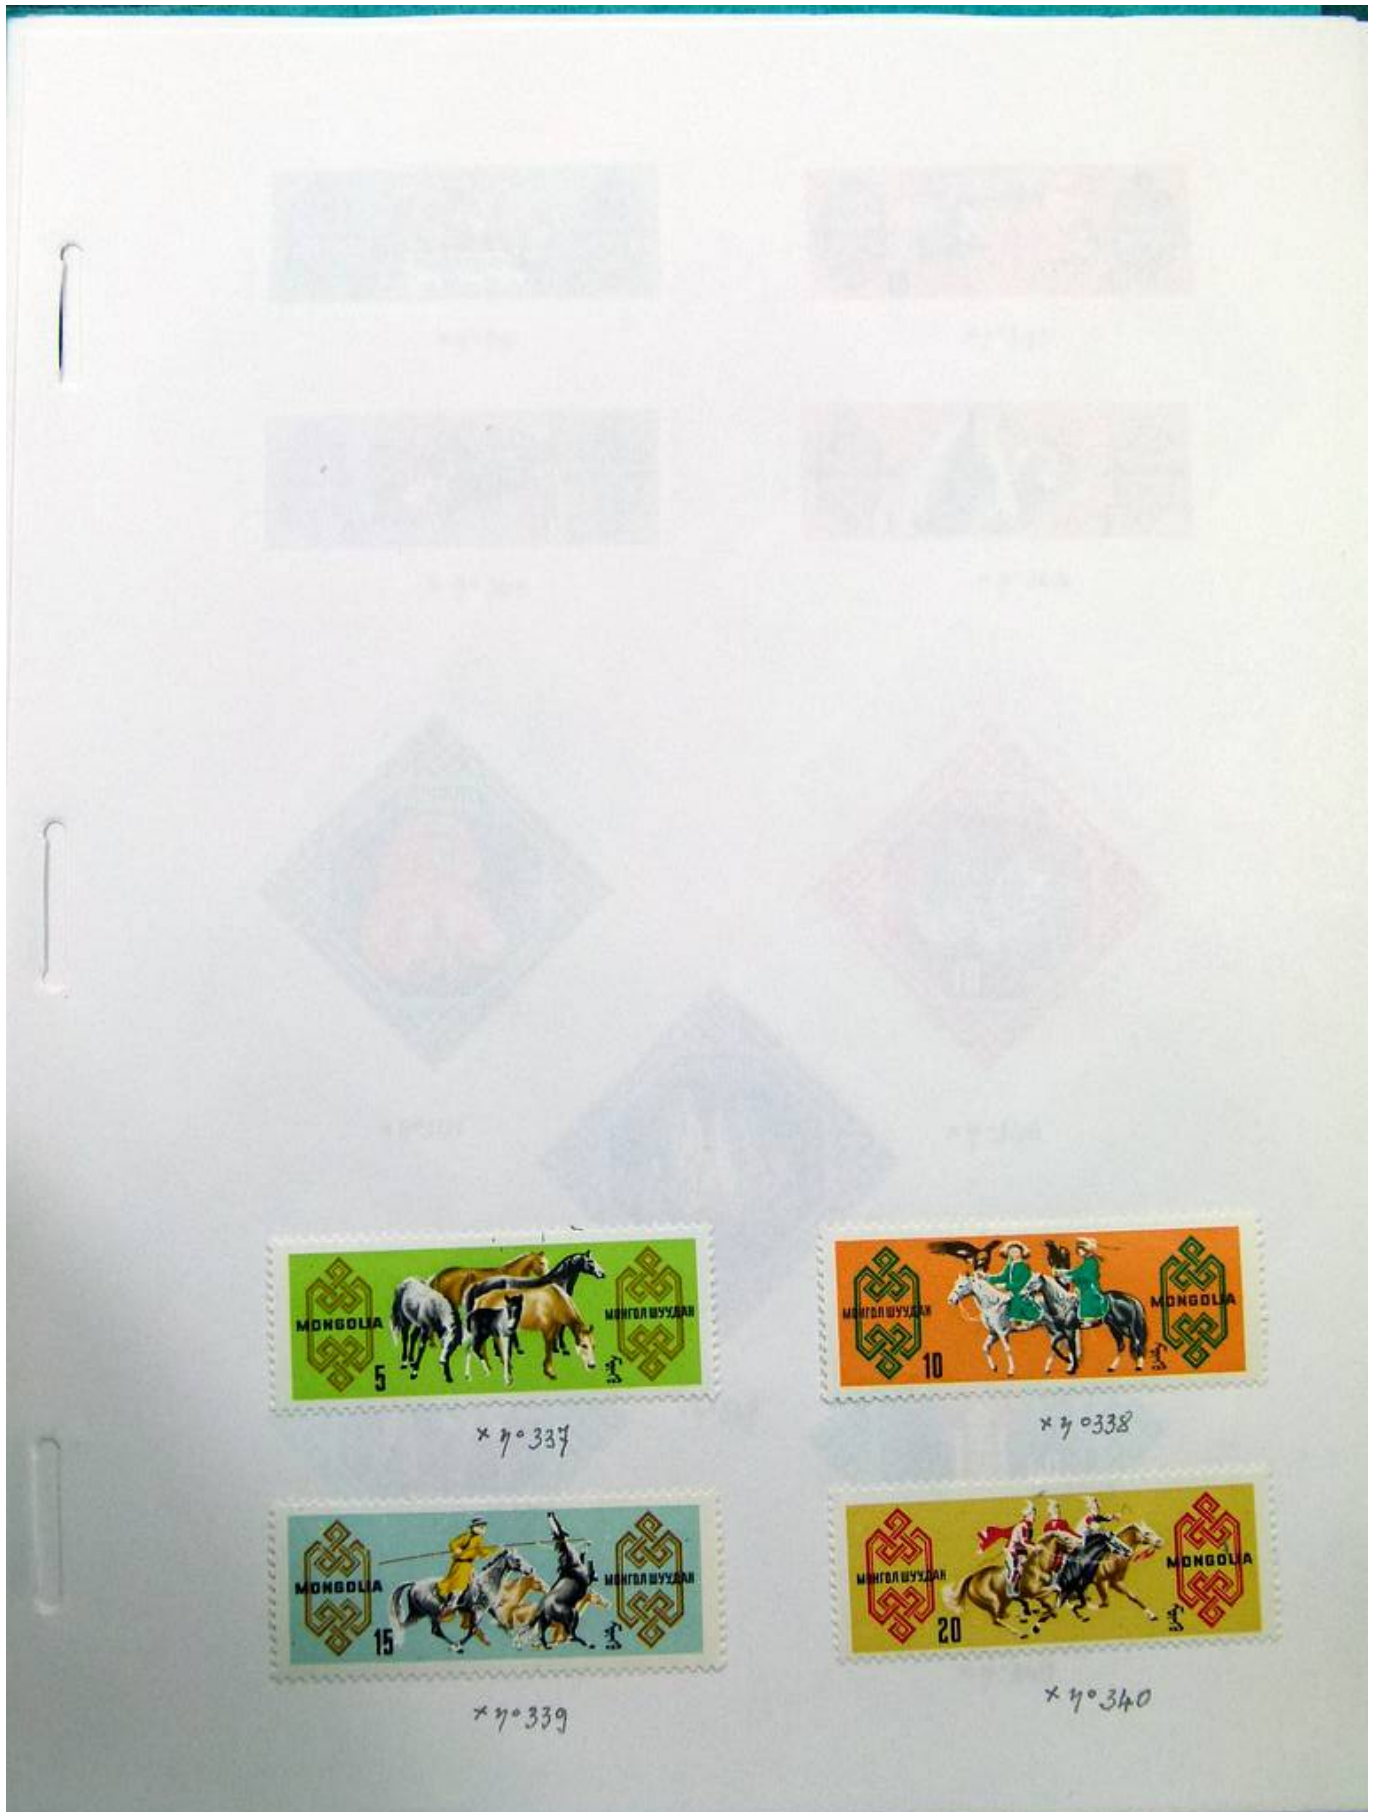 MONGOLIA
МОНГОЛ ШУУДАН
5
МОНГОЛ ШУУДАН
MONGOLIA
10
× n° 337
× n° 338
MONGOLIA
МОНГОЛ ШУУДАН
15
МОНГОЛ ШУУДАН
MONGOLIA
20
× n° 339
× n° 340